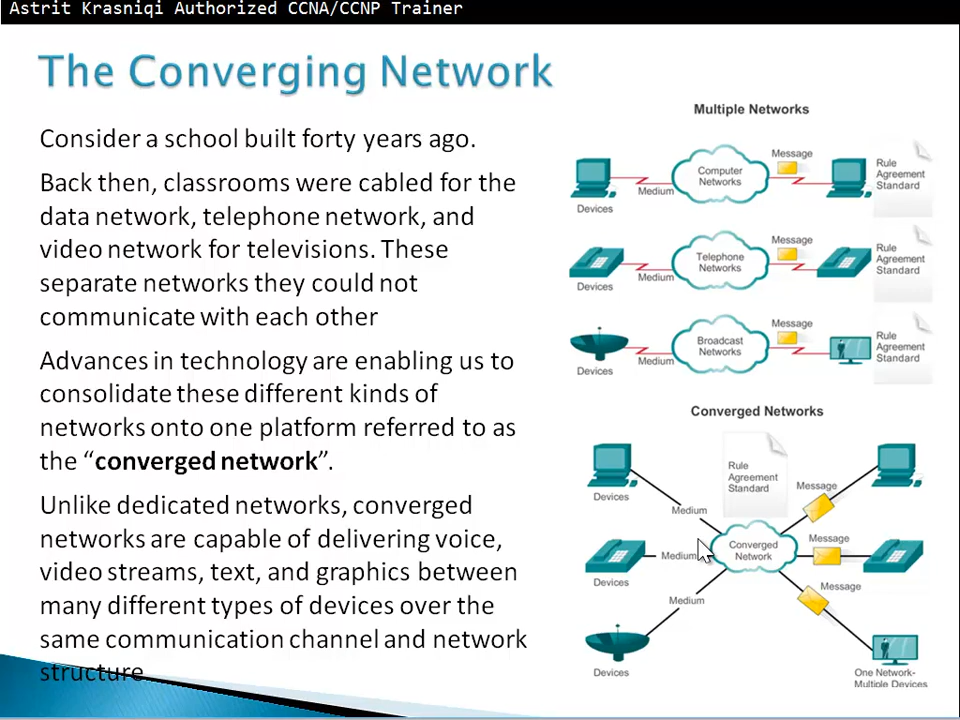 Astrit Krasniqi Authorized CCNA/CCNP Trainer
The Converging Network
Consider a school built forty years ago.
Back then, classrooms were cabled for the
data network, telephone network, and
video network for televisions. These
separate networks they could not
communicate with each other
Advances in technology are enabling us to
consolidate these different kinds of
networks onto one platform referred to as
the “converged network”.
Unlike dedicated networks, converged
networks are capable of delivering voice,
video streams, text, and graphics between
many different types of devices over the
same communication channel and network
structure
Multiple Networks
Devices
Medium
Computer
Networks
Message
Rule
Agreement
Standard
Devices
Medium
Telephone
Networks
Message
Rule
Agreement
Standard
Devices
Medium
Broadcast
Networks
Message
Rule
Agreement
Standard
Converged Networks
Devices
Medium
Rule
Agreement
Standard
Message
Devices
Medium
Converged
Network
Message
Medium
Message
Devices
One Network-
Multiple Devices